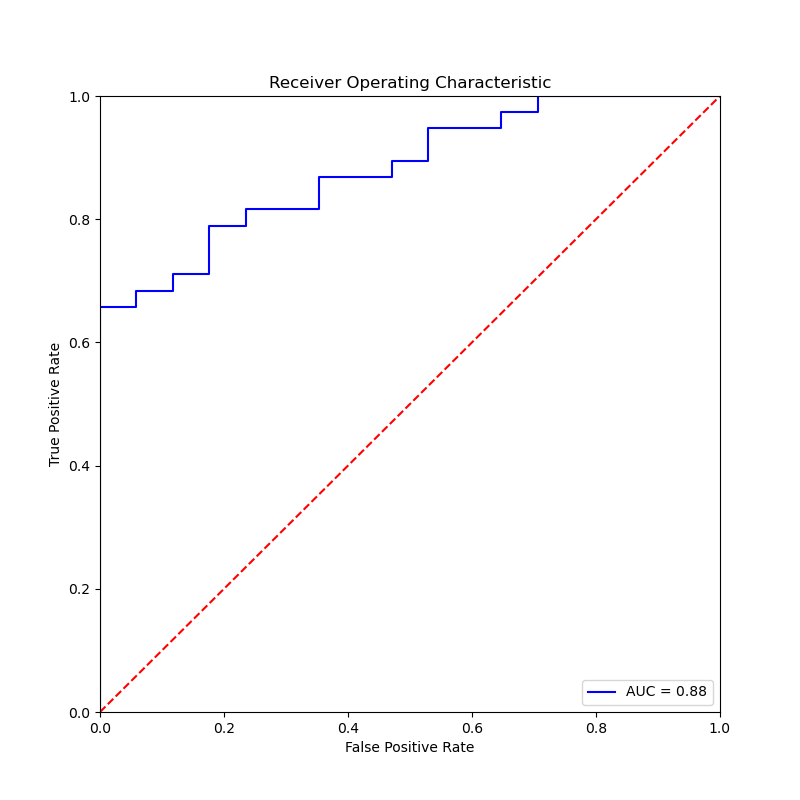 Receiver Operating Characteristic
1.0
0.8
0.6
0.4
0.2
0.0
True Positive Rate
AUC = 0.88
0.0 0.2 0.4 0.6 0.8 1.0
False Positive Rate